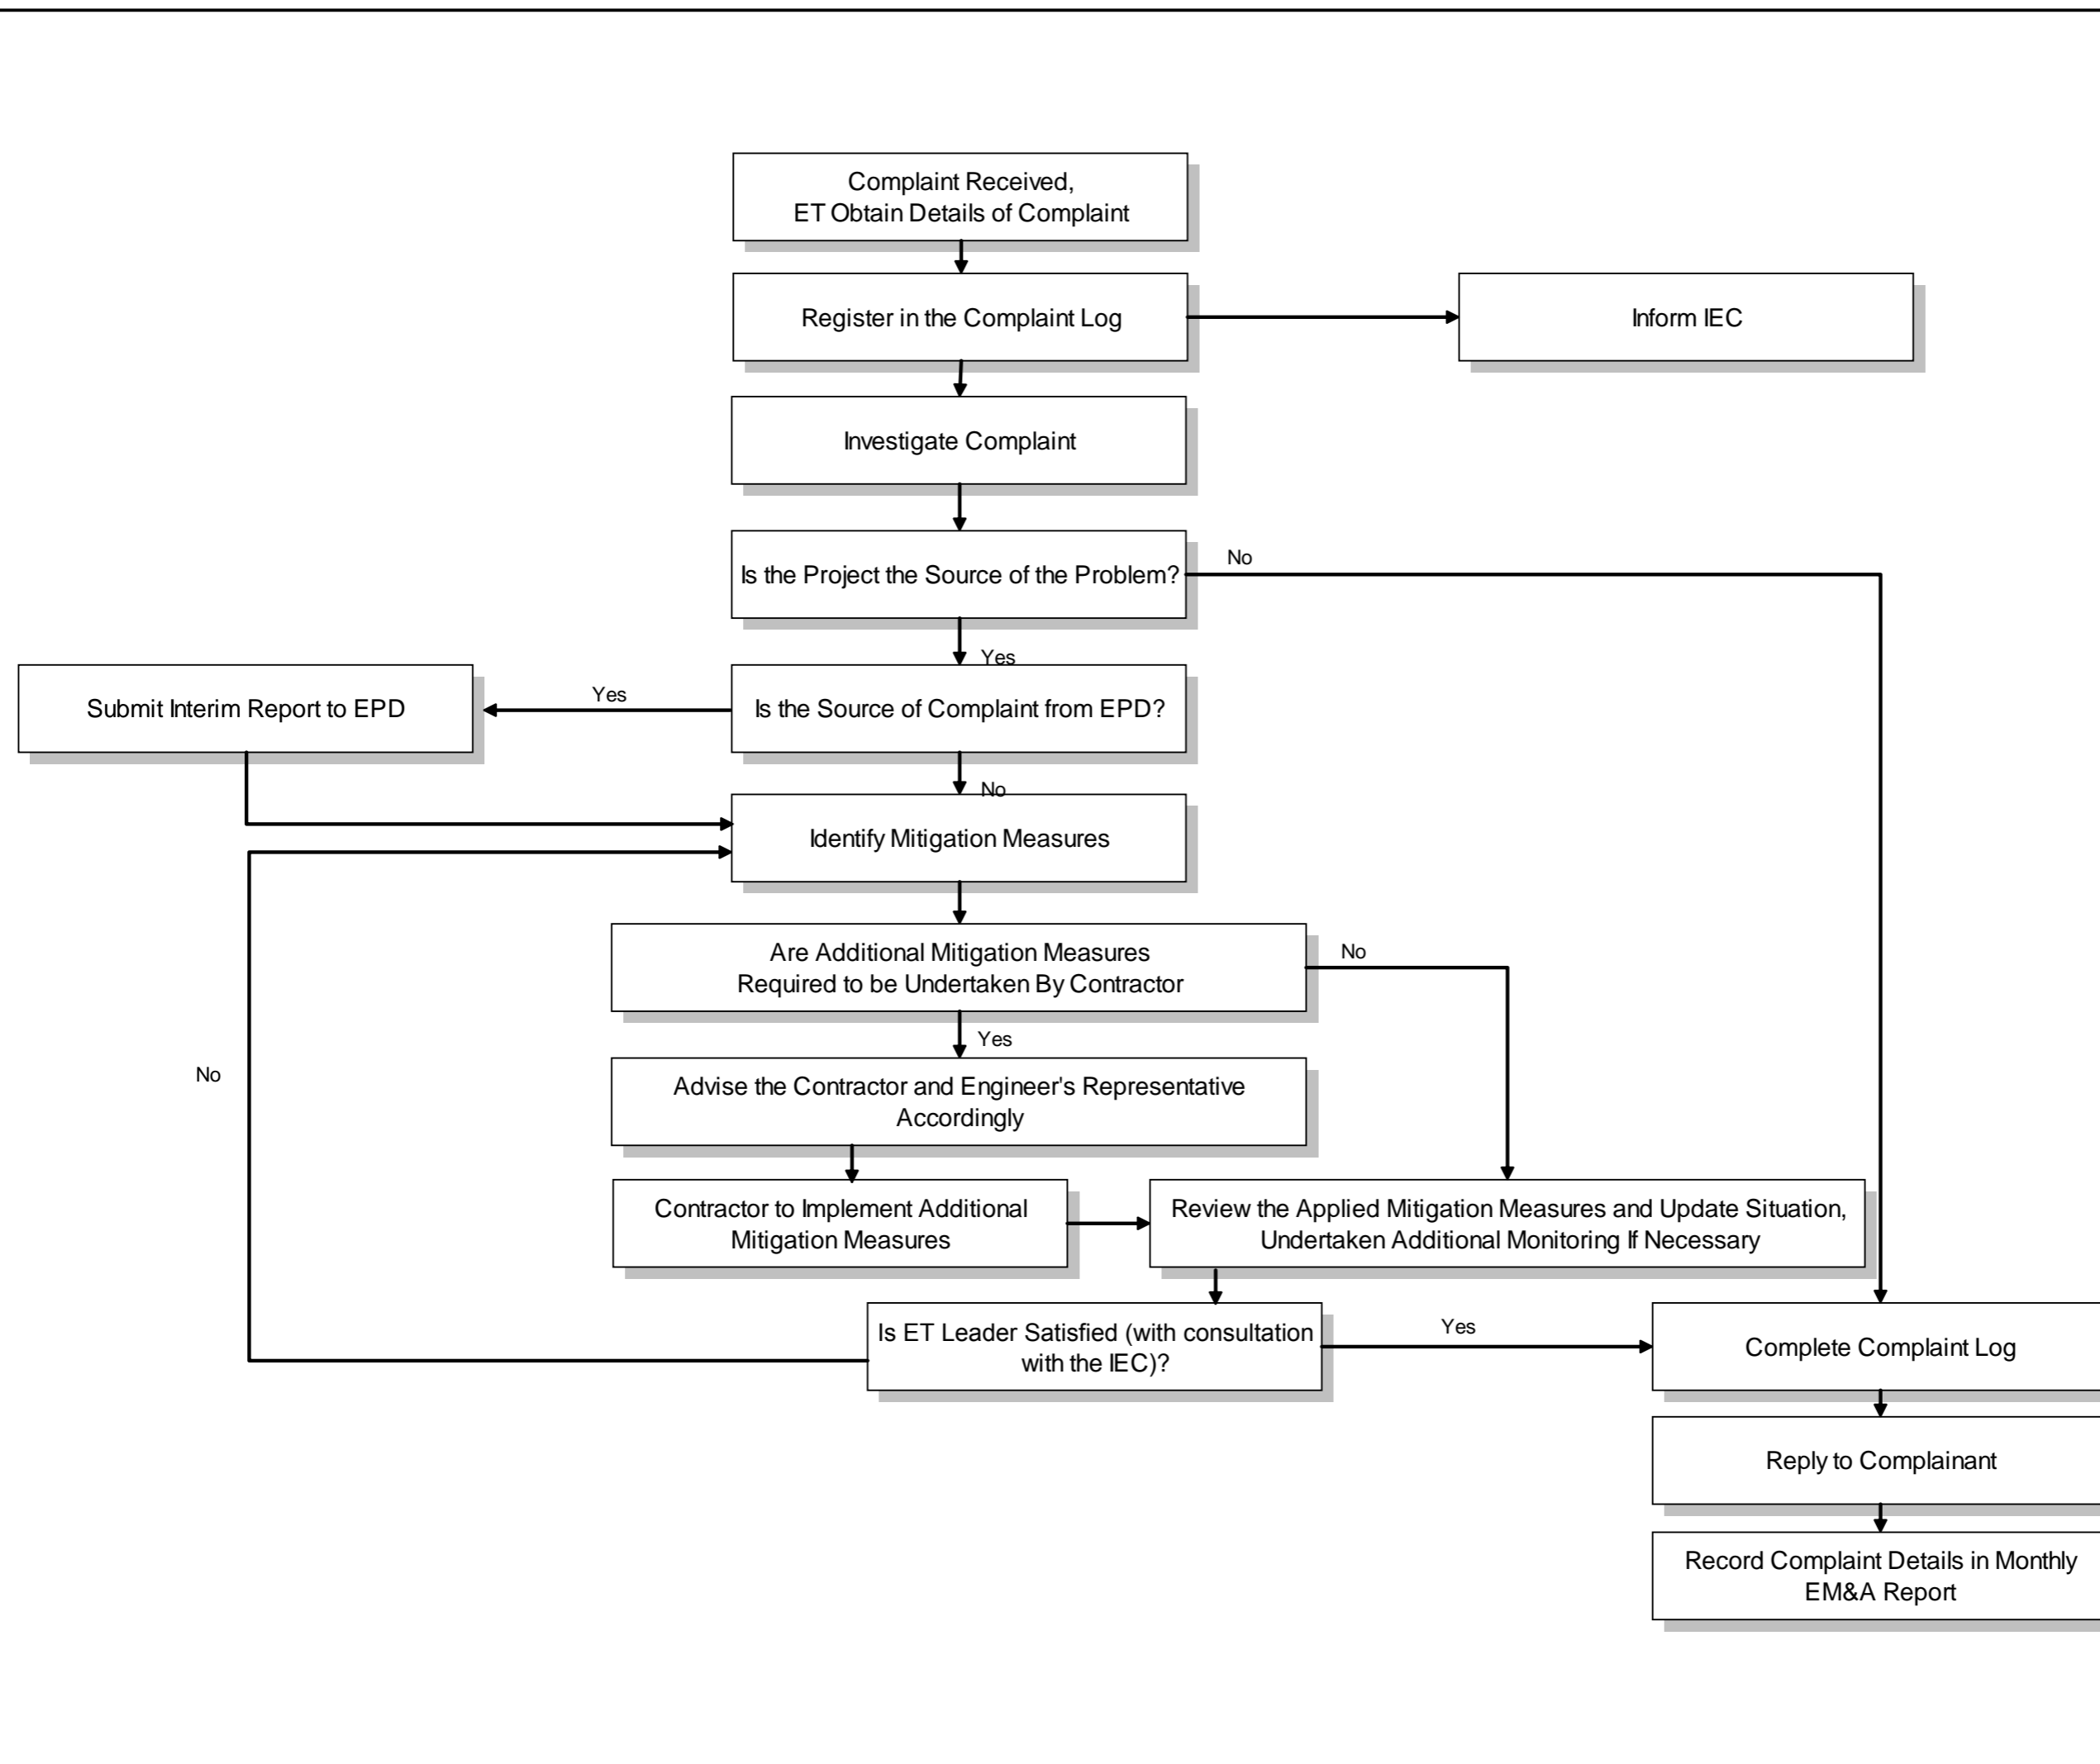 Complaint Received,
ET Obtain Details of Complaint
Register in the Complaint Log
Inform IEC
Investigate Complaint
Is the Project the Source of the Problem?
No
Yes
Submit Interim Report to EPD
Yes
Is the Source of Complaint from EPD?
No
Identify Mitigation Measures
Are Additional Mitigation Measures
Required to be Undertaken By Contractor
No
Yes
No
Advise the Contractor and Engineer's Representative
Accordingly
Contractor to Implement Additional
Mitigation Measures
Review the Applied Mitigation Measures and Update Situation,
Undertaken Additional Monitoring If Necessary
Is ET Leader Satisfied (with consultation
with the IEC)?
Yes
Complete Complaint Log
Reply to Complainant
Record Complaint Details in Monthly
EM&A Report